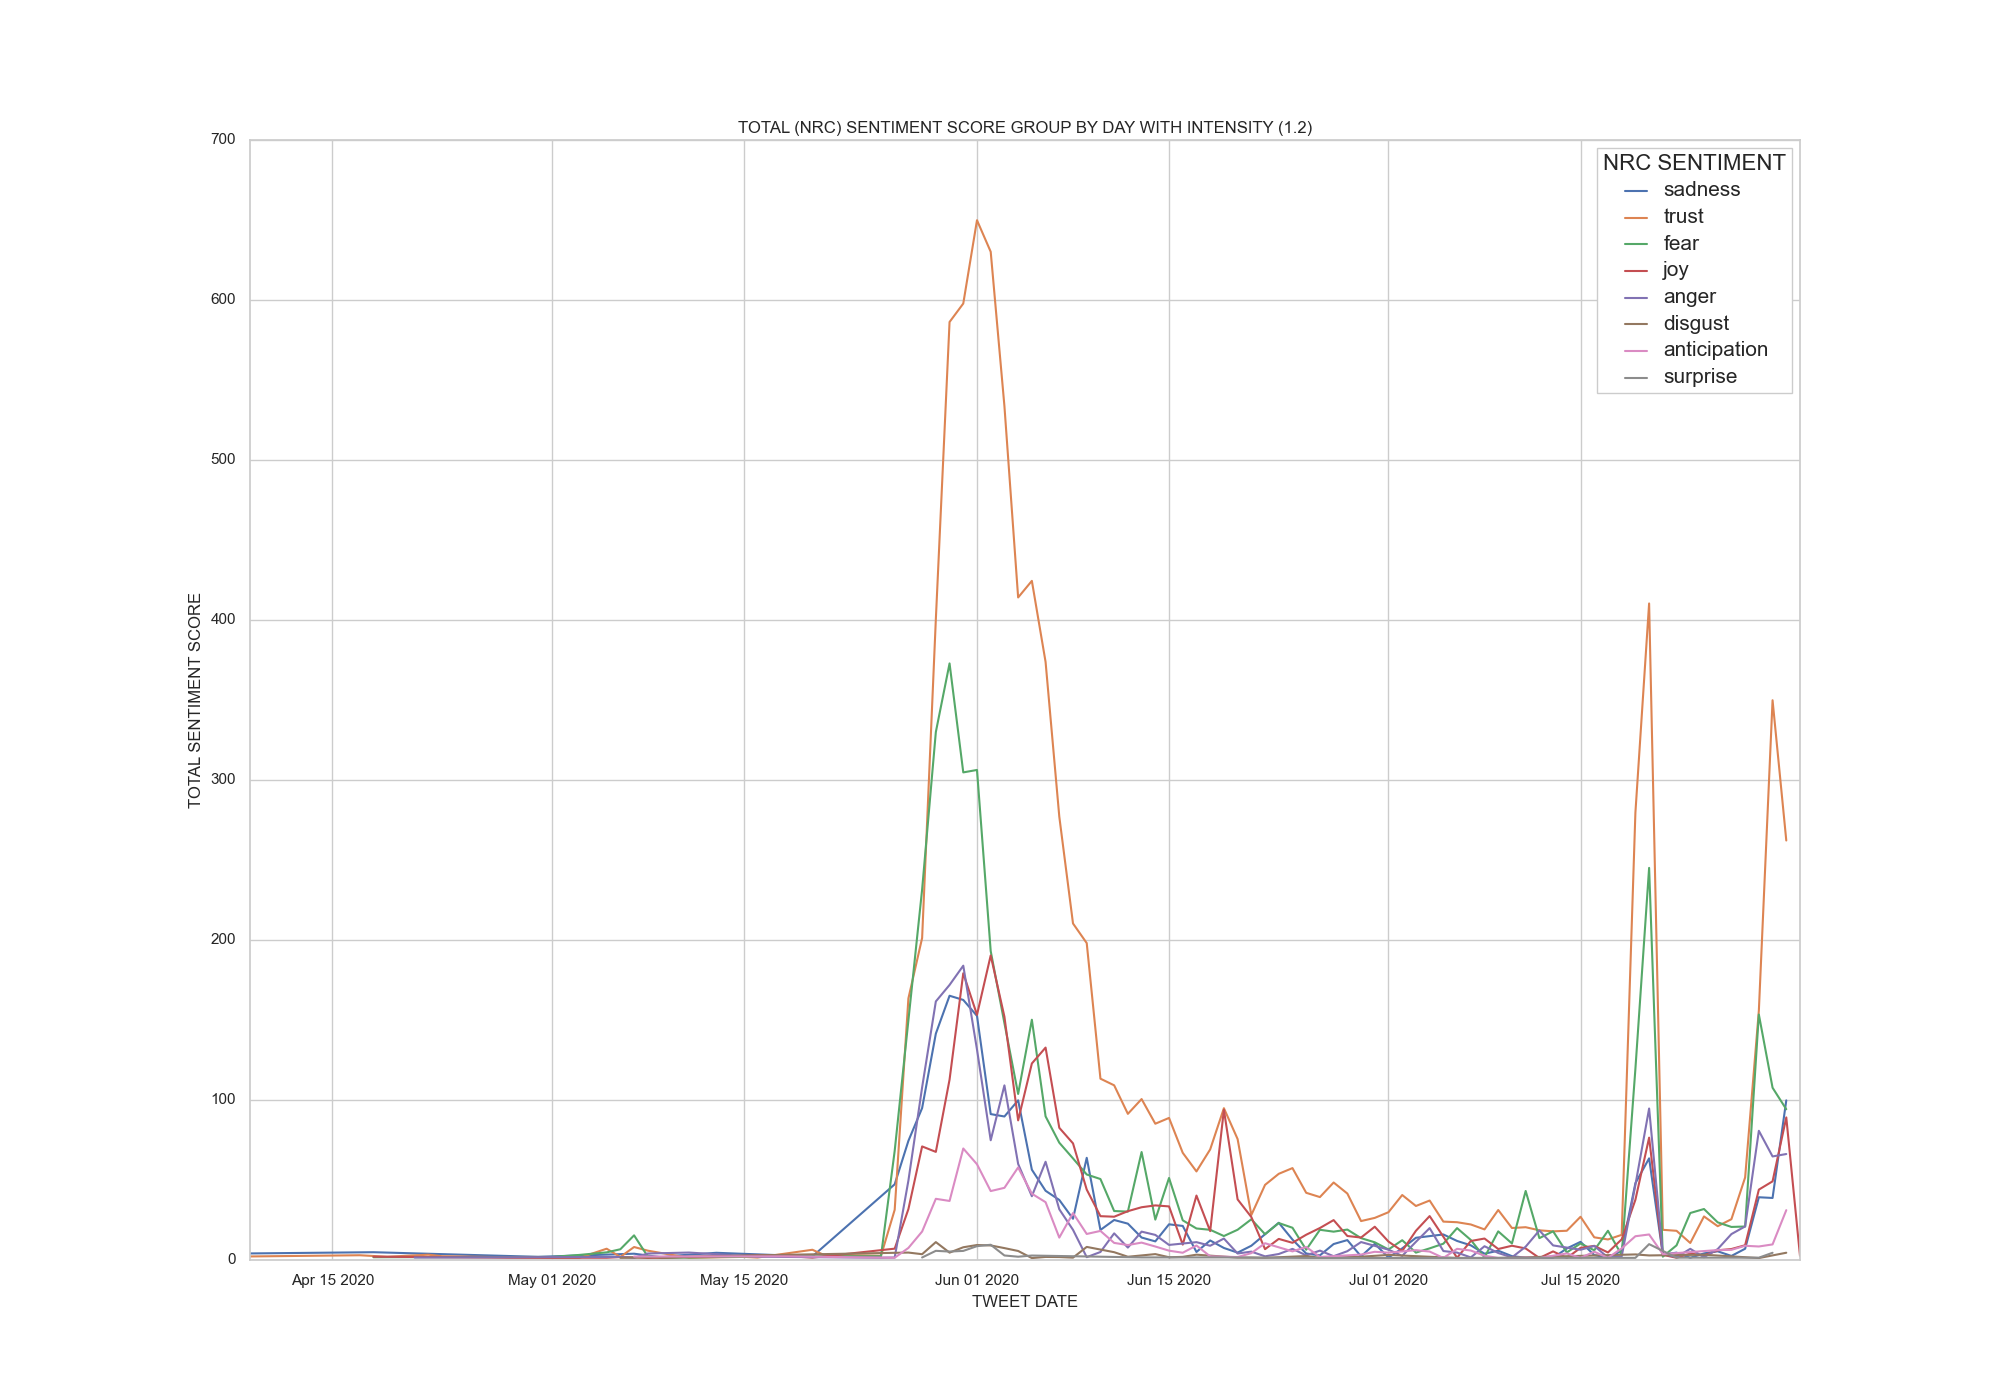 TOTAL (NRC) SENTIMENT SCORE GROUP BY DAY WITH INTENSITY (1.2)
700
600
500
400
300
200
100
0
TOTAL SENTIMENT SCORE
NRC SENTIMENT
sadness
trust
fear
joy
anger
disgust
anticipation
surprise
Apr 15 2020 May 01 2020 May 15 2020 Jun 01 2020 Jun 15 2020 Jul 01 2020 Jul 15 2020
TWEET DATE